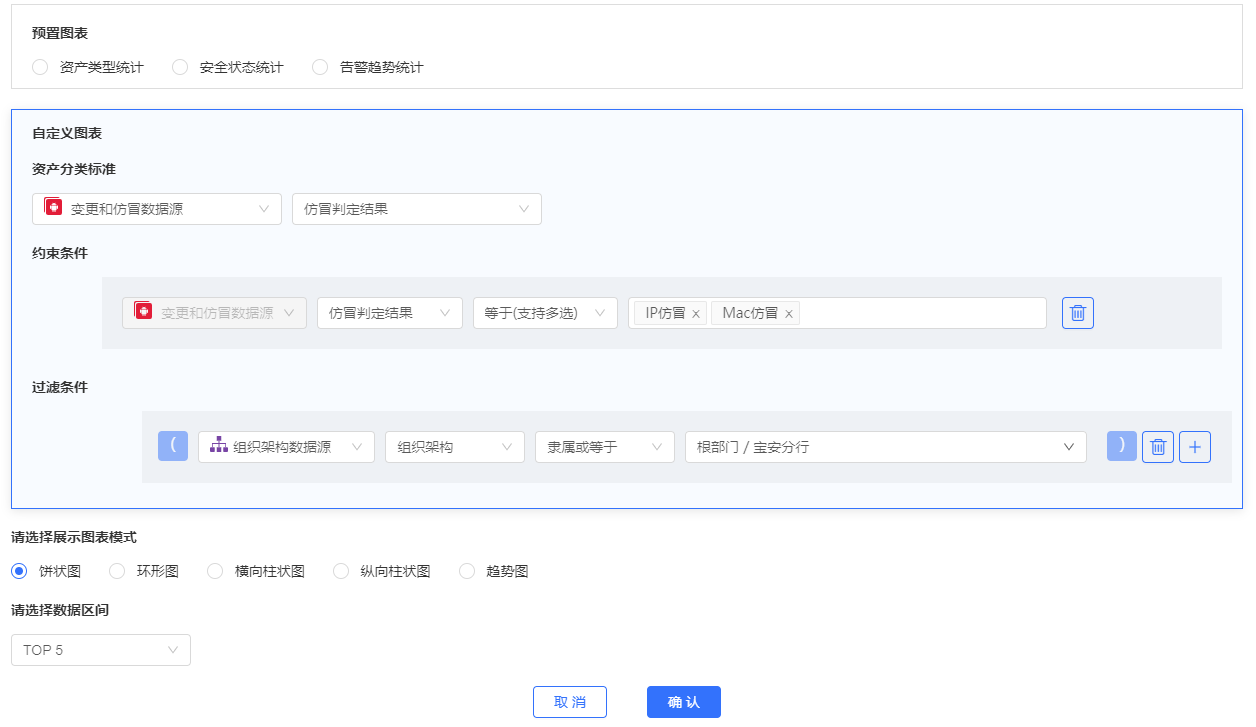 预置图表
资产类型统计 安全状态统计 告警趋势统计
自定义图表
资产分类标准
变更和仿冒数据源 仿冒判定结果
约束条件
变更和仿冒数据源 仿冒判定结果 等于(支持多选) IP仿冒 × Mac仿冒 ×
过滤条件
( 组织架构数据源 组织架构 隶属或等于 根部门 / 宝安分行 ) +
请选择展示图表模式
饼状图 环形图 横向柱状图 纵向柱状图 趋势图
请选择数据区间
TOP 5
取 消 确 认